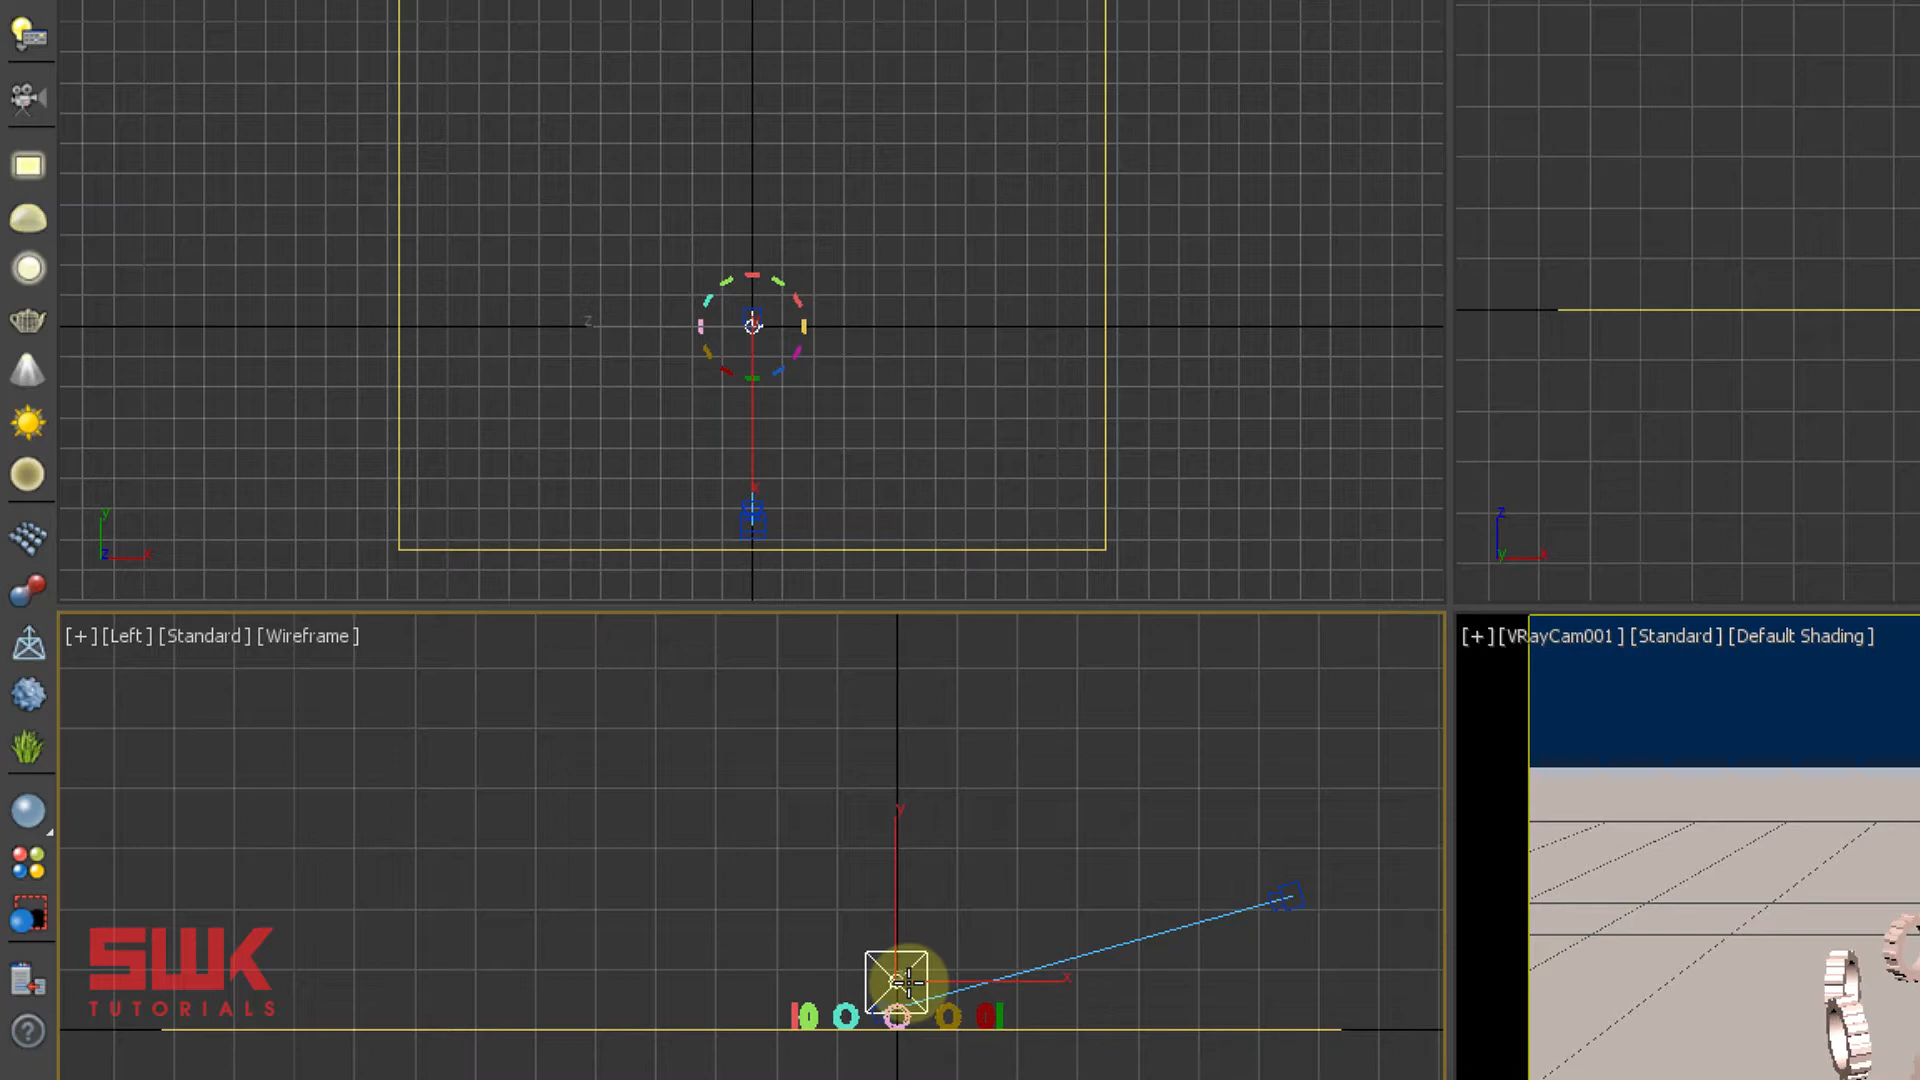 z
x
y
z
x
z
y
x
[+][Left][Standard][Wireframe]
[+][VRayCam001][Standard][Default Shading]
y
x
SWK
TUTORIALS
?